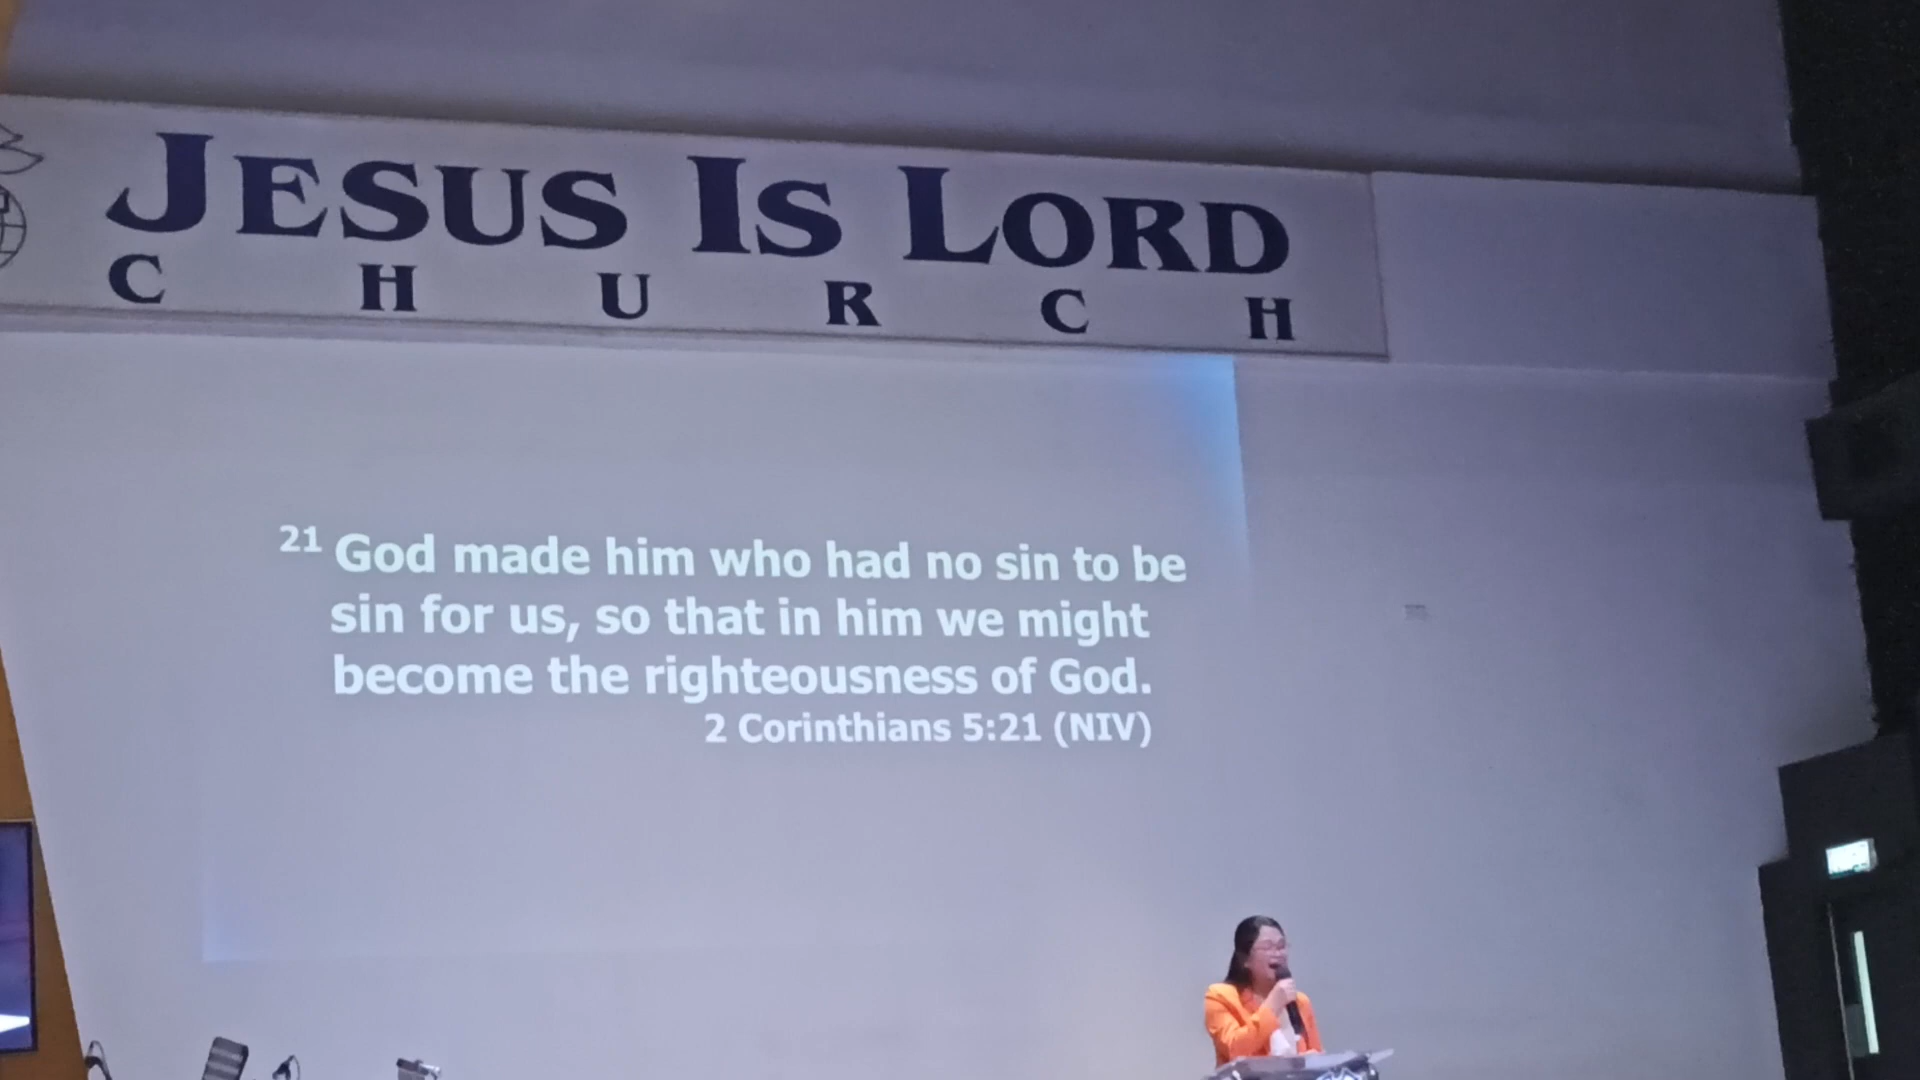 JESUS IS LORD
CHURCH
21 God made him who had no sin to be
sin for us, so that in him we might
become the righteousness of God.
2 Corinthians 5:21 (NIV)